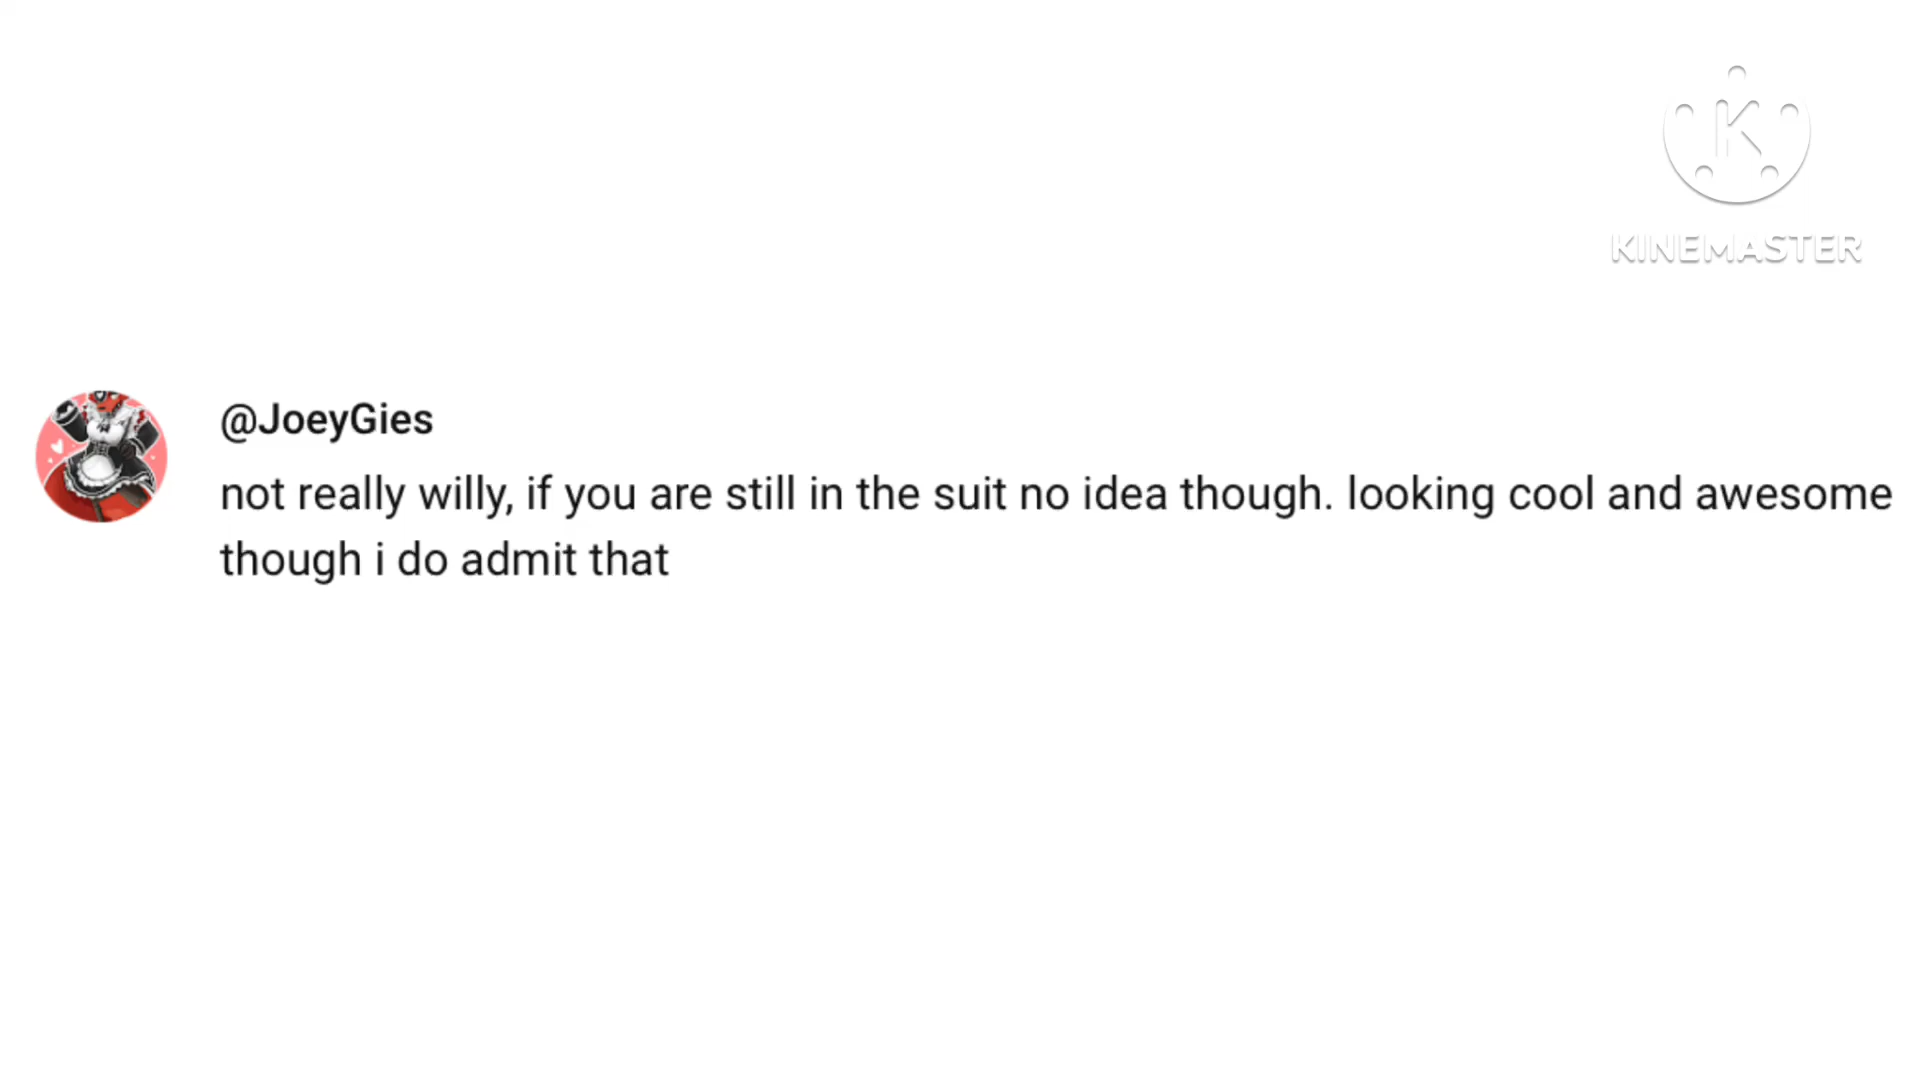 K
KINEMASTER
@JoeyGies
not really willy, if you are still in the suit no idea though. looking cool and awesome
though i do admit that